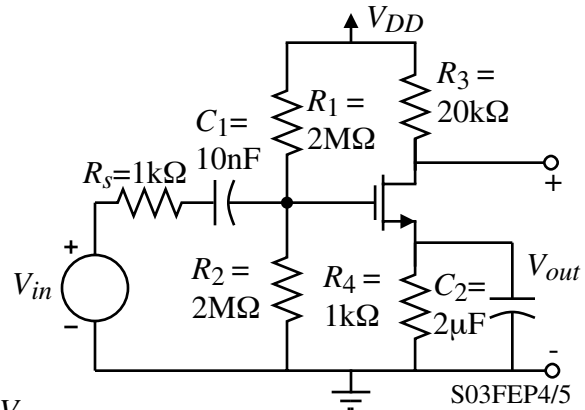 V_DD
R_3 =
20kΩ
R_1 =
2MΩ
C_1=
10nF
R_s=1kΩ
+
+
V_in
-
R_2 =
2MΩ
R_4 =
1kΩ
C_2=
2μF
V_out
-
S03FEP4/5
V